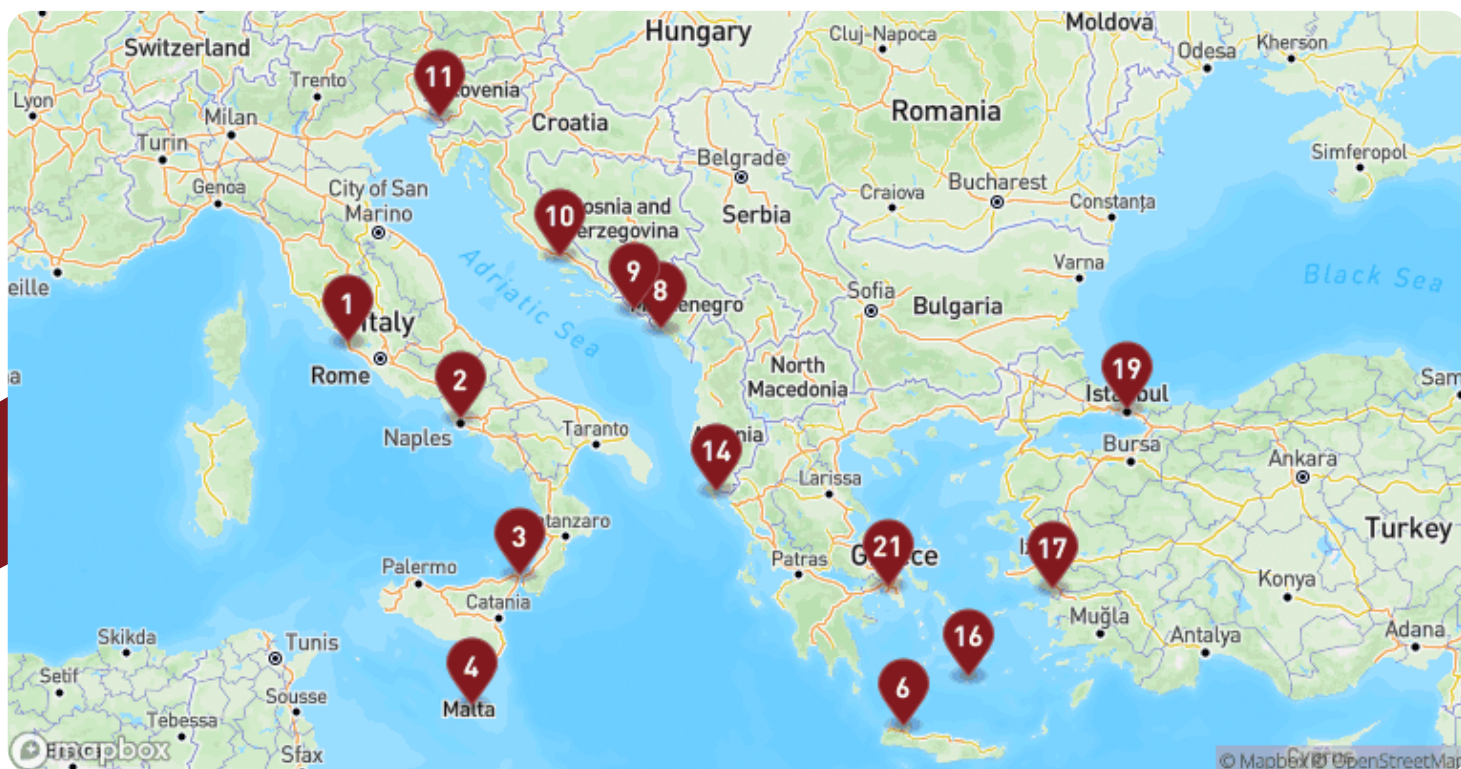 Switzerland
Hungary
Cluj-Napoca
Moldova
Odesa
Kherson
Trento
11
ovenia
Lyon
Milan
Croatia
Romania
Turin
Belgrade
Simferopol
Genoa
City of San
Marino
10
osnia and
erzegovina
Serbia
Craiova
Bucharest
Constanța
eille
Adriatic Sea
9
8
enegro
Sofia
Varna
Bulgaria
Black Sea
1
Italy
Rome
North
Macedonia
19
Istanbul
Sam
2
Naples
Taranto
14
nia
Bursa
Ankara
Larissa
3
tanzaro
Turkey
Palermo
Patras
21
17
Catania
Konya
Skikda
Tunis
Muğla
Antalya
Adana
16
Setif
4
Malta
6
Sousse
Tebessa
Sfax
mapbox
© Mapbox © OpenStreetMap